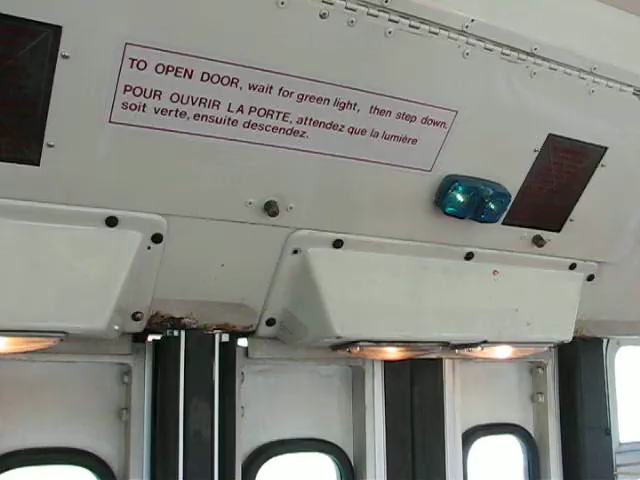 TO OPEN DOOR, wait for green light, then step down.
POUR OUVRIR LA PORTE, attendez que la lumière
soit verte, ensuite descendez.